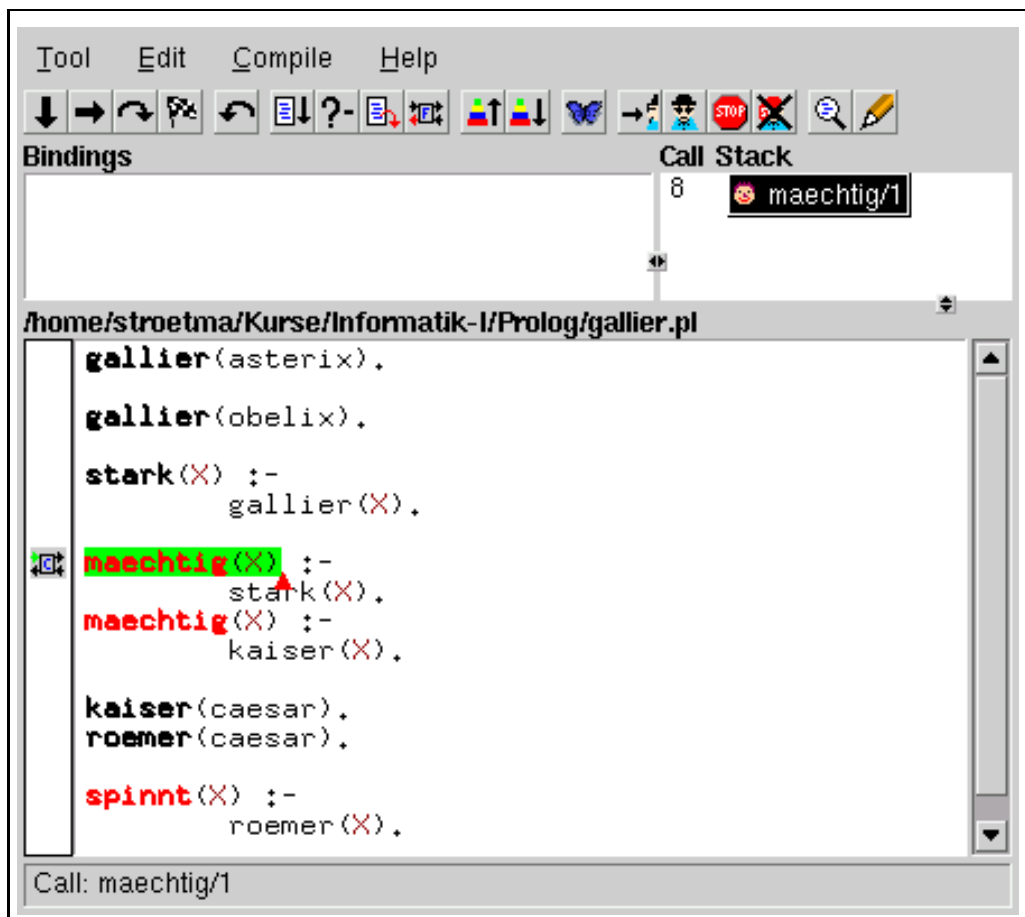 Tool Edit Compile Help
?- STOP
Bindings
Call Stack
8 maechtig/1
/home/stroetma/Kurse/Informatik-I/Prolog/gallier.pl
gallier(asterix).
gallier(obelix).
stark(X) :-
gallier(X).
maechtig(X) :-
stark(X).
maechtig(X) :-
kaiser(X).
kaiser(caesar).
roemer(caesar).
spinnt(X) :-
roemer(X).
Call: maechtig/1